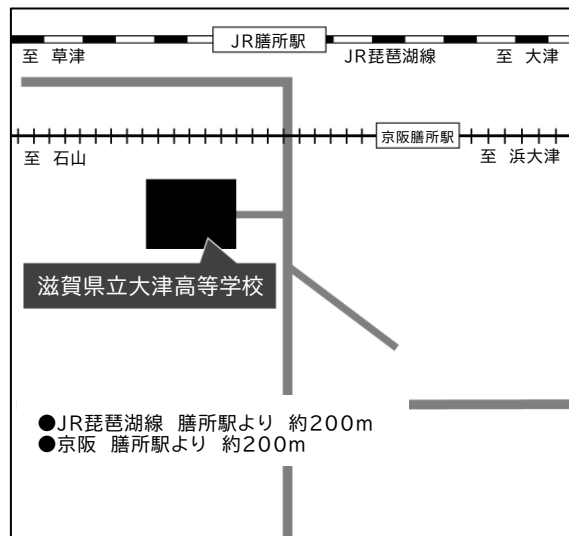 JR膳所駅
至 草津
JR琵琶湖線
至 大津
京阪膳所駅
至 石山
至 浜大津
滋賀県立大津高等学校
●JR琵琶湖線 膳所駅より 約200m
●京阪 膳所駅より 約200m